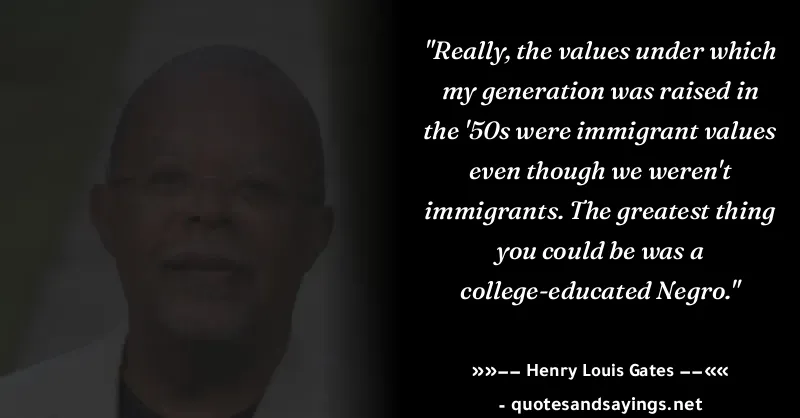 "Really, the values under which
my generation was raised in
the '50s were immigrant values
even though we weren't
immigrants. The greatest thing
you could be was a
college-educated Negro."
»»–– Henry Louis Gates ––««
- quotesandsayings.net